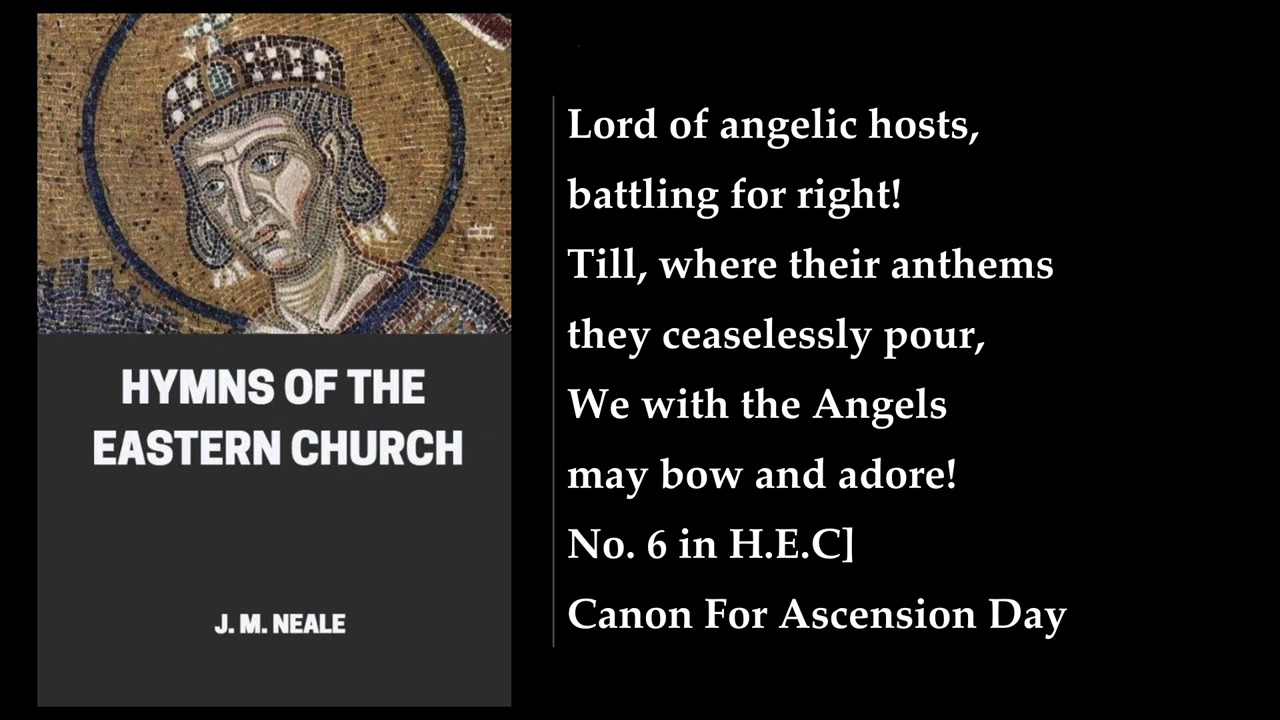 HYMNS OF THE
EASTERN CHURCH
J. M. NEALE
Lord of angelic hosts,
battling for right!
Till, where their anthems
they ceaselessly pour,
We with the Angels
may bow and adore!
No. 6 in H.E.C]
Canon For Ascension Day